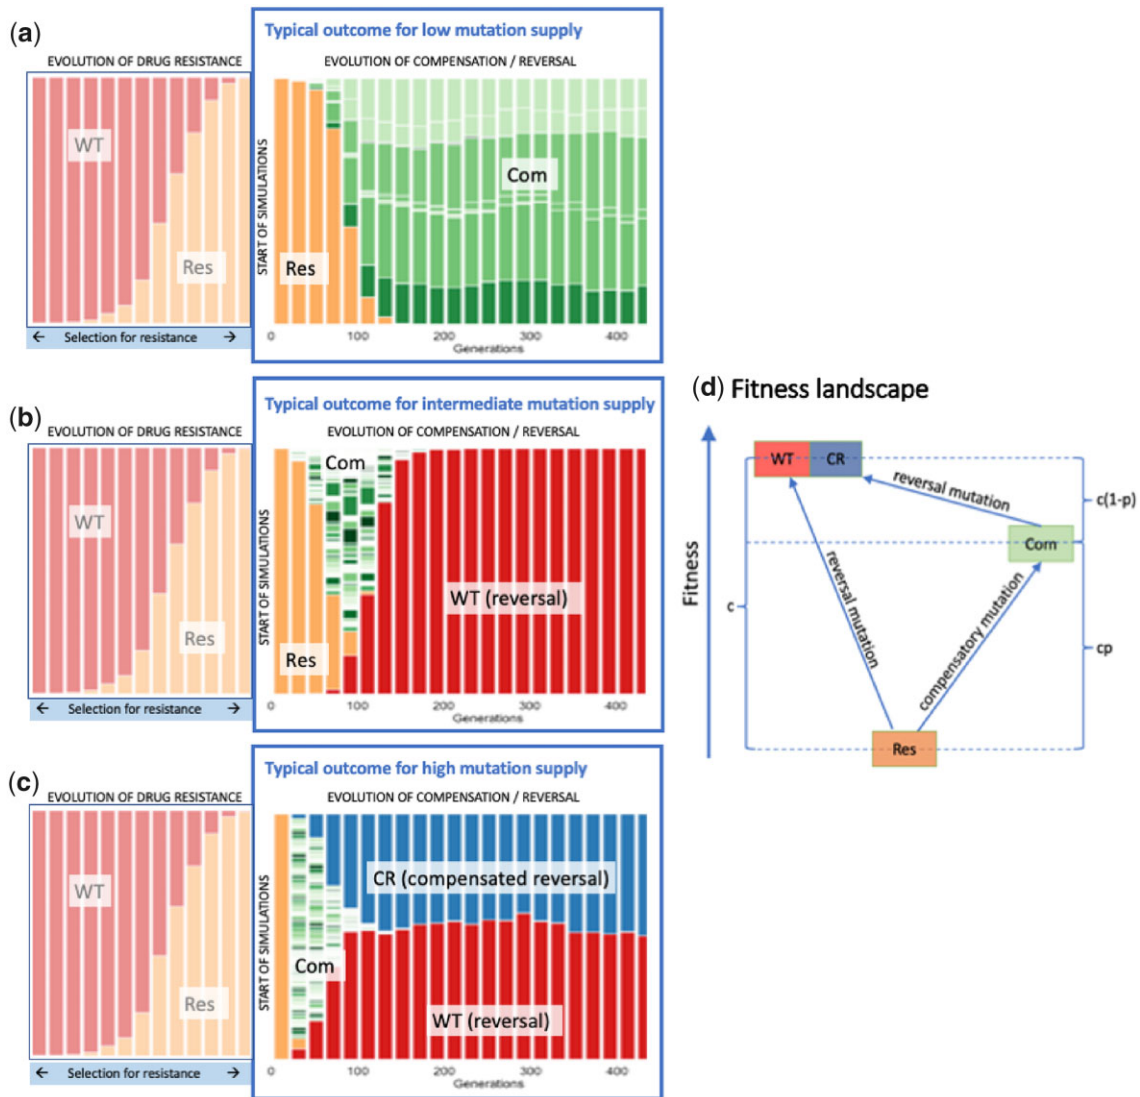 (a)
Typical outcome for low mutation supply
EVOLUTION OF DRUG RESISTANCE
EVOLUTION OF COMPENSATION / REVERSAL
WT
Res
START OF SIMULATIONS
Res
Com
← Selection for resistance →
0 100 200 300 400
Generations
(b)
Typical outcome for intermediate mutation supply
EVOLUTION OF DRUG RESISTANCE
EVOLUTION OF COMPENSATION / REVERSAL
WT
Res
START OF SIMULATIONS
Com
Res
WT (reversal)
← Selection for resistance →
0 100 200 300 400
Generations
(c)
Typical outcome for high mutation supply
EVOLUTION OF DRUG RESISTANCE
EVOLUTION OF COMPENSATION / REVERSAL
WT
Res
START OF SIMULATIONS
CR (compensated reversal)
Com
WT (reversal)
← Selection for resistance →
0 100 200 300 400
Generations
(d) Fitness landscape
Fitness
WT CR
reversal mutation
c(1-p)
Com
reversal mutation
c
compensatory mutation
cp
Res